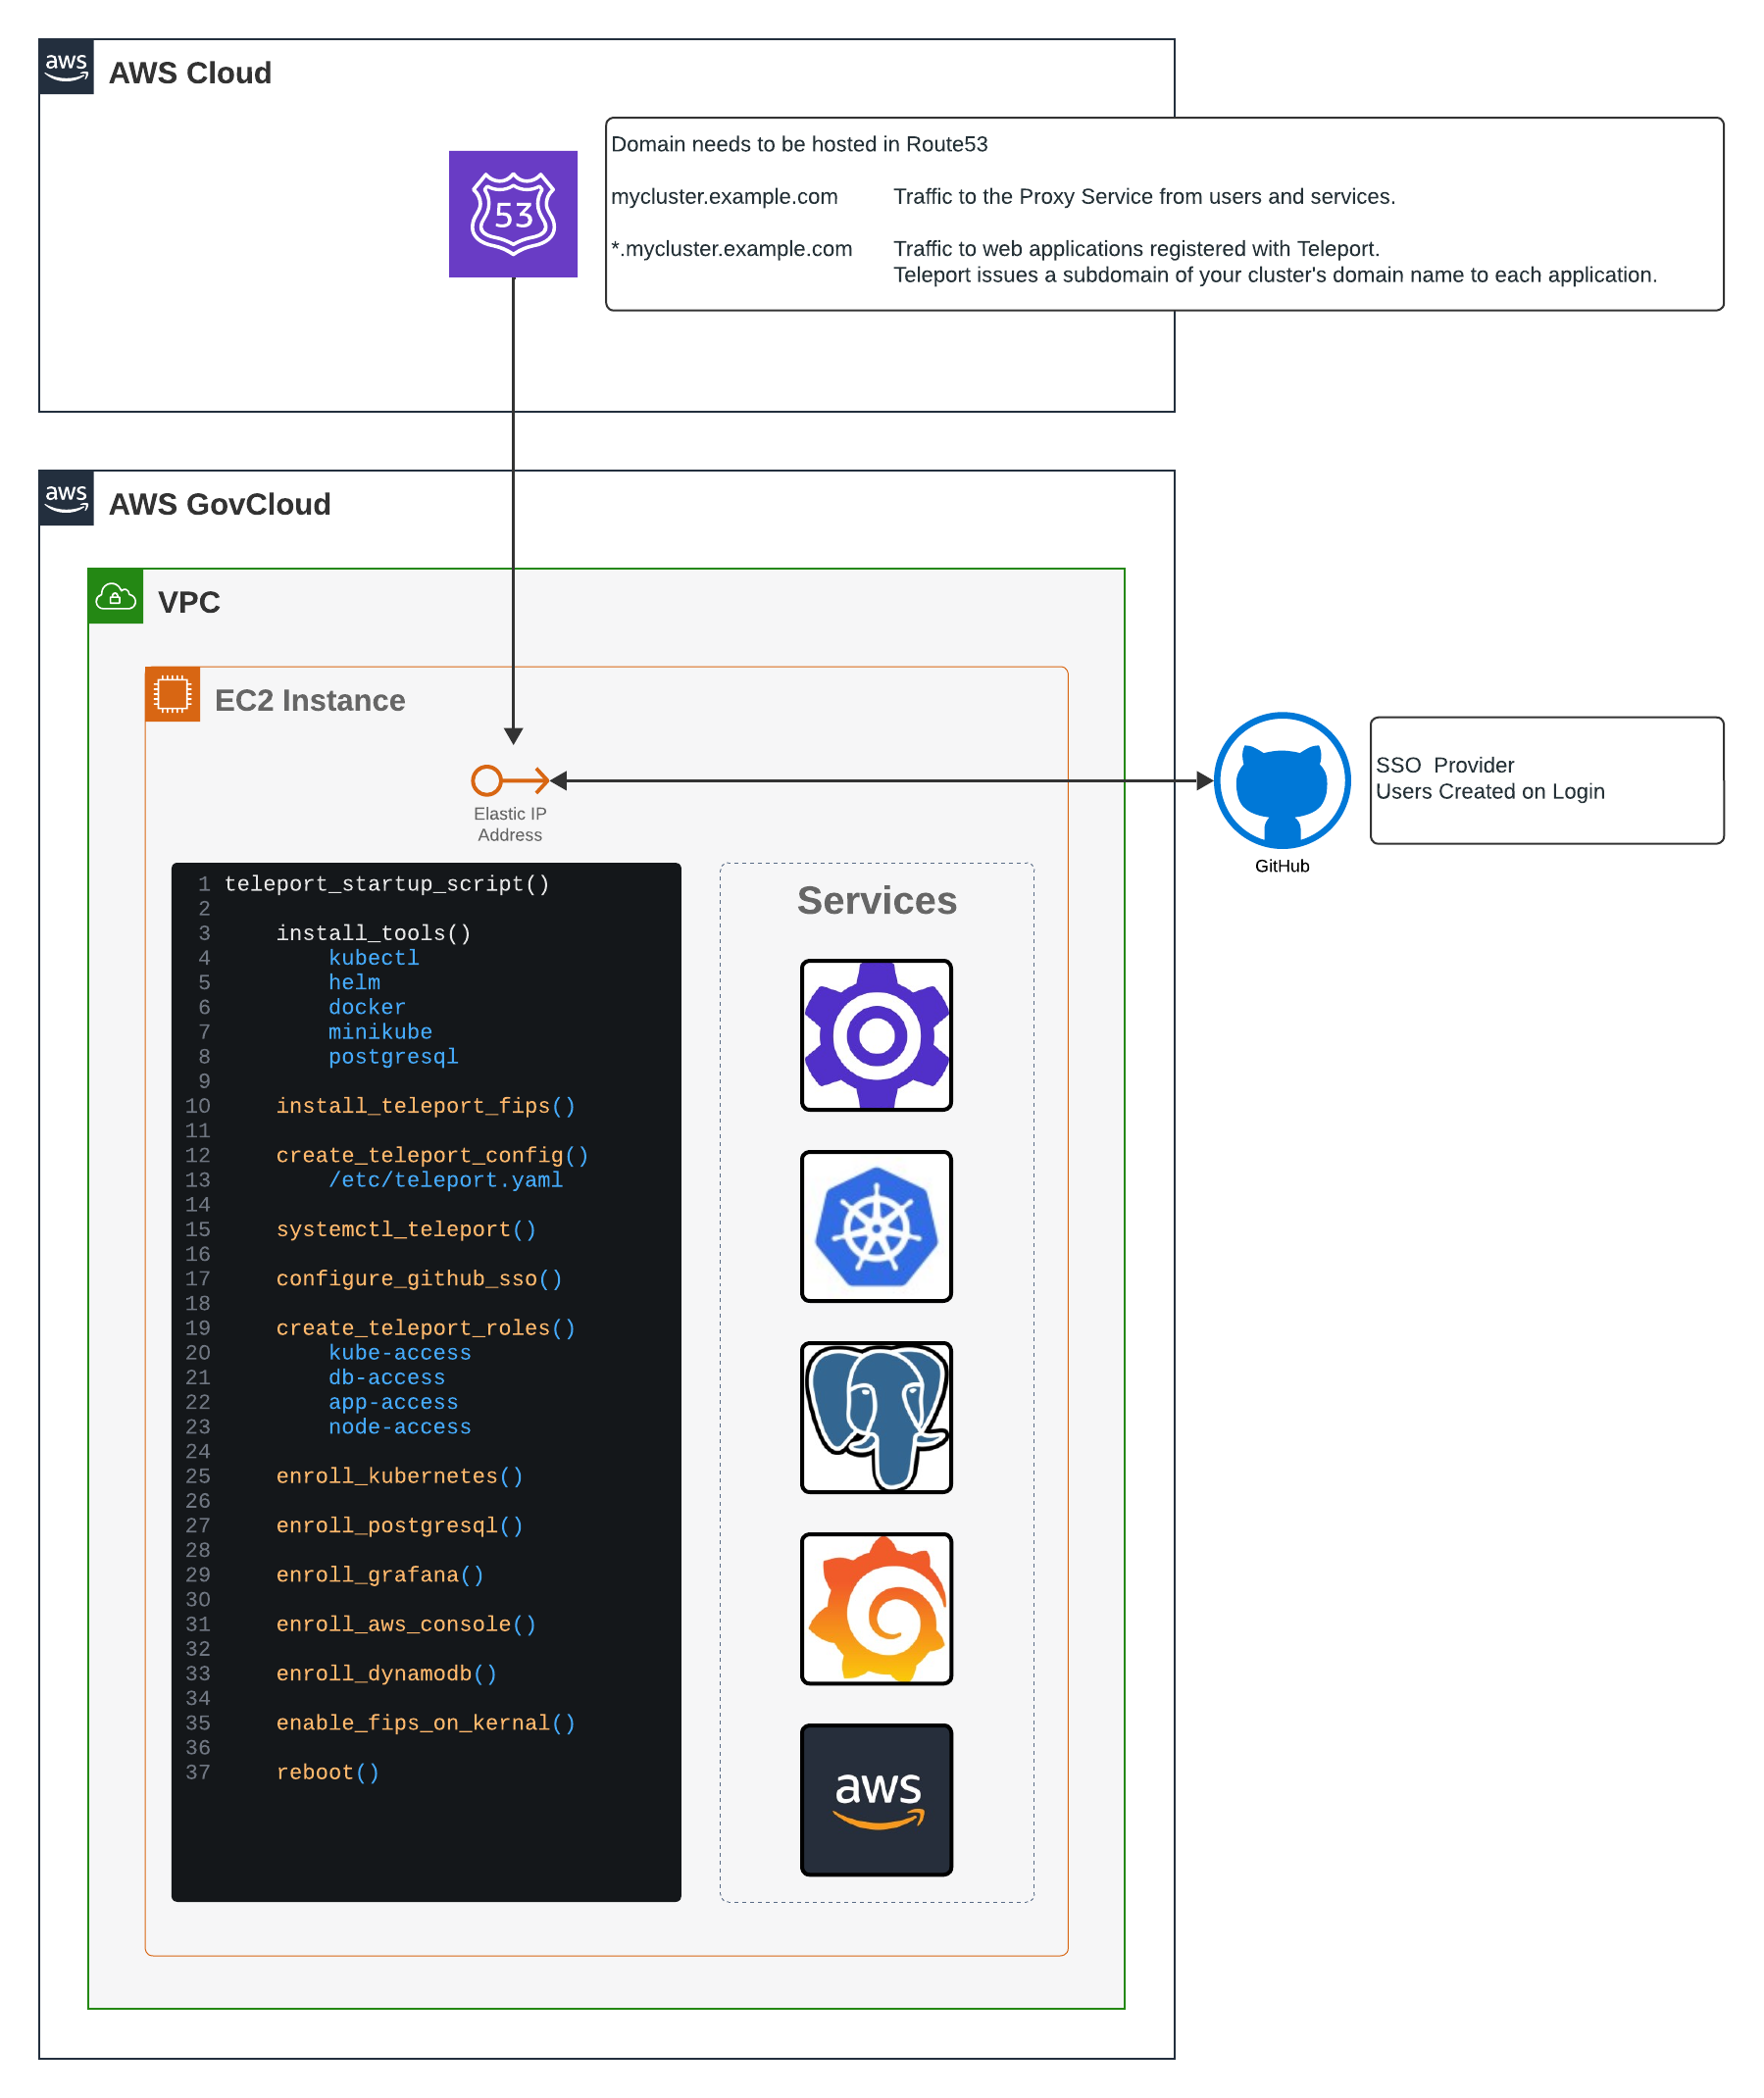 aws
AWS Cloud
53
Domain needs to be hosted in Route53
mycluster.example.com Traffic to the Proxy Service from users and services.
*.mycluster.example.com Traffic to web applications registered with Teleport.
Teleport issues a subdomain of your cluster's domain name to each application.
aws
AWS GovCloud
VPC
EC2 Instance
Elastic IP
Address
GitHub
SSO  Provider
Users Created on Login
1 teleport_startup_script()
2
3 install_tools()
4 kubectl
5 helm
6 docker
7 minikube
8 postgresql
9
10 install_teleport_fips()
11
12 create_teleport_config()
13 /etc/teleport.yaml
14
15 systemctl_teleport()
16
17 configure_github_sso()
18
19 create_teleport_roles()
20 kube-access
21 db-access
22 app-access
23 node-access
24
25 enroll_kubernetes()
26
27 enroll_postgresql()
28
29 enroll_grafana()
30
31 enroll_aws_console()
32
33 enroll_dynamodb()
34
35 enable_fips_on_kernal()
36
37 reboot()
Services
aws